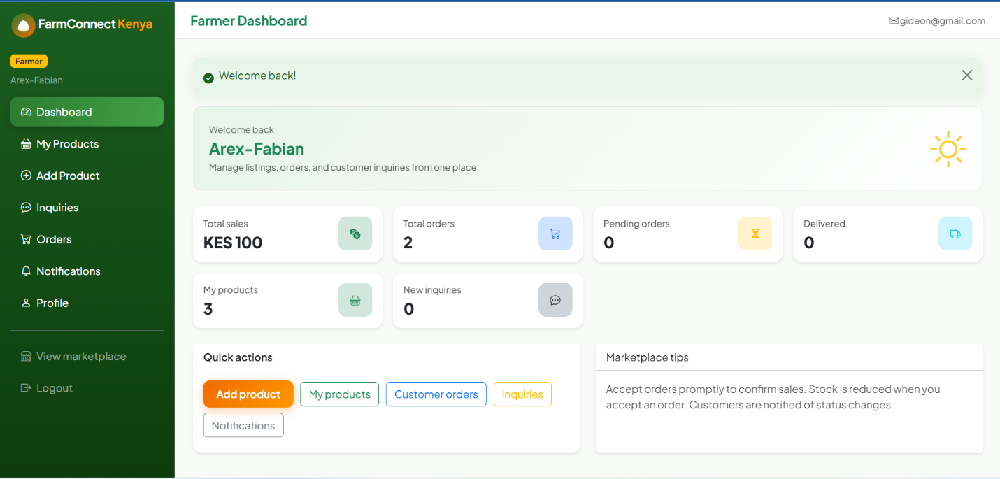 FarmConnect Kenya
Farmer
Arex-Fabian
Dashboard
My Products
Add Product
Inquiries
Orders
Notifications
Profile
View marketplace
Logout
Farmer Dashboard
gideon@gmail.com
Welcome back!
Welcome back
Arex-Fabian
Manage listings, orders, and customer inquiries from one place.
Total sales
KES 100
Total orders
2
Pending orders
0
Delivered
0
My products
3
New inquiries
0
Quick actions
Add product
My products
Customer orders
Inquiries
Notifications
Marketplace tips
Accept orders promptly to confirm sales. Stock is reduced when you
accept an order. Customers are notified of status changes.